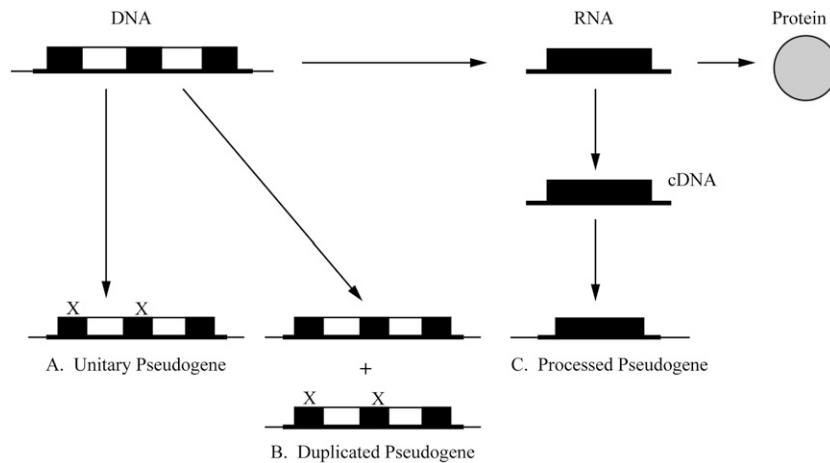 DNA
RNA
Protein
cDNA
X X
A. Unitary Pseudogene
+
C. Processed Pseudogene
X X
B. Duplicated Pseudogene